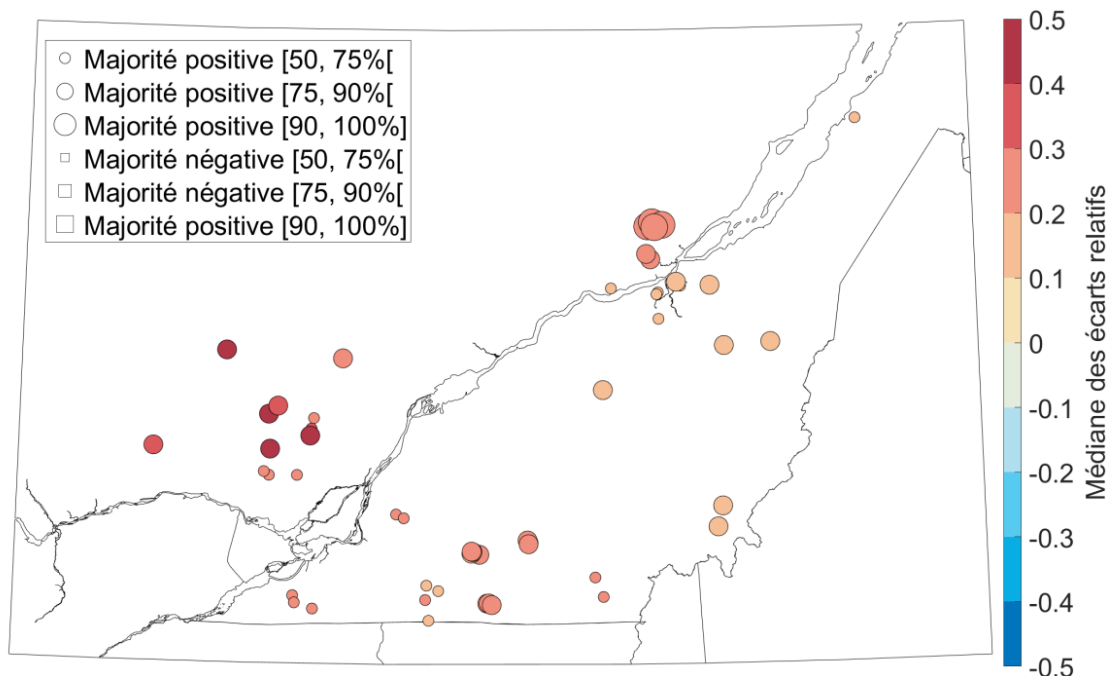 Majorité positive [50, 75%[
Majorité positive [75, 90%[
Majorité positive [90, 100%]
Majorité négative [50, 75%[
Majorité négative [75, 90%[
Majorité positive [90, 100%]
0.5
0.4
0.3
0.2
0.1
0
-0.1
-0.2
-0.3
-0.4
-0.5
Médiane des écarts relatifs